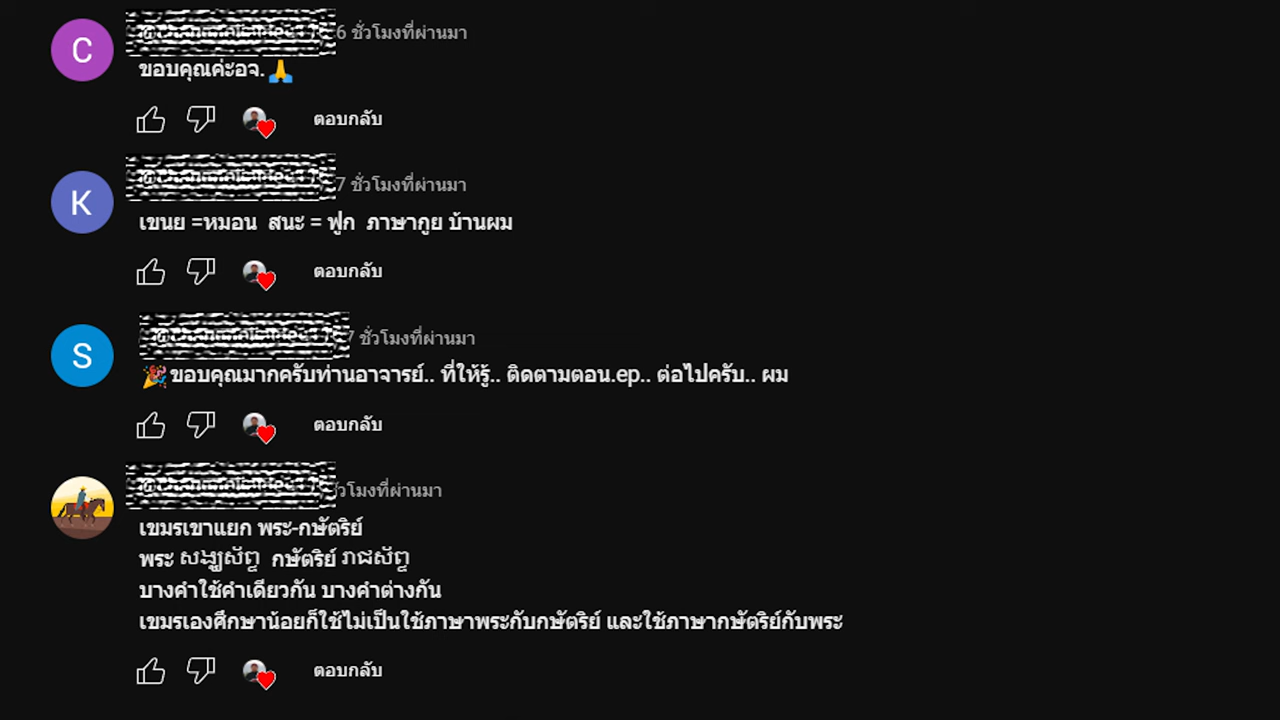 C
6 ชั่วโมงที่ผ่านมา
ขอบคุณค่ะอจ.🙏
ตอบกลับ
K
7 ชั่วโมงที่ผ่านมา
เขนย =หมอน สนะ = ฟูก ภาษากูย บ้านผม
ตอบกลับ
S
7 ชั่วโมงที่ผ่านมา
🎉ขอบคุณมากครับท่านอาจารย์.. ที่ให้รู้.. ติดตามตอน.ep.. ต่อไปครับ.. ผม
ตอบกลับ
ชั่วโมงที่ผ่านมา
เขมรเขาแยก พระ-กษัตริย์
พระ សង្ឃស័ព្ទ กษัตริย์ រាជស័ព្ទ
บางคำใช้คำเดียวกัน บางคำต่างกัน
เขมรเองศึกษาน้อยก็ใช้ไม่เป็นใช้ภาษาพระกับกษัตริย์ และใช้ภาษากษัตริย์กับพระ
ตอบกลับ